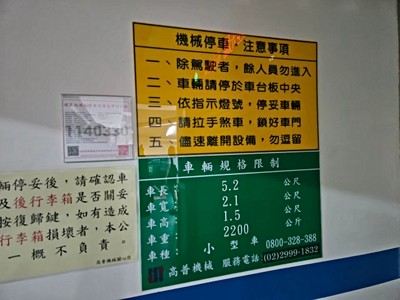 機械停車．注意事項
一、除駕駛者，餘人員勿進入
二、車輛請停於車台板中央
三、依指示燈號，停妥車輛
四、請拉手煞車，鎖好車門
五、儘速離開設備，勿逗留
車輛規格限制
車長 5.2 公尺
車寬 2.1 公尺
車高 1.5 公尺
車重 2200 公斤
車種 小型車 0800-328-388
高普機械 服務電話:(02)2999-1832
1140330
輛停妥後，請確認車
及後行李箱是否關妥
按復歸鍵，如有造成
行李箱損壞者，本公
一概不負責。